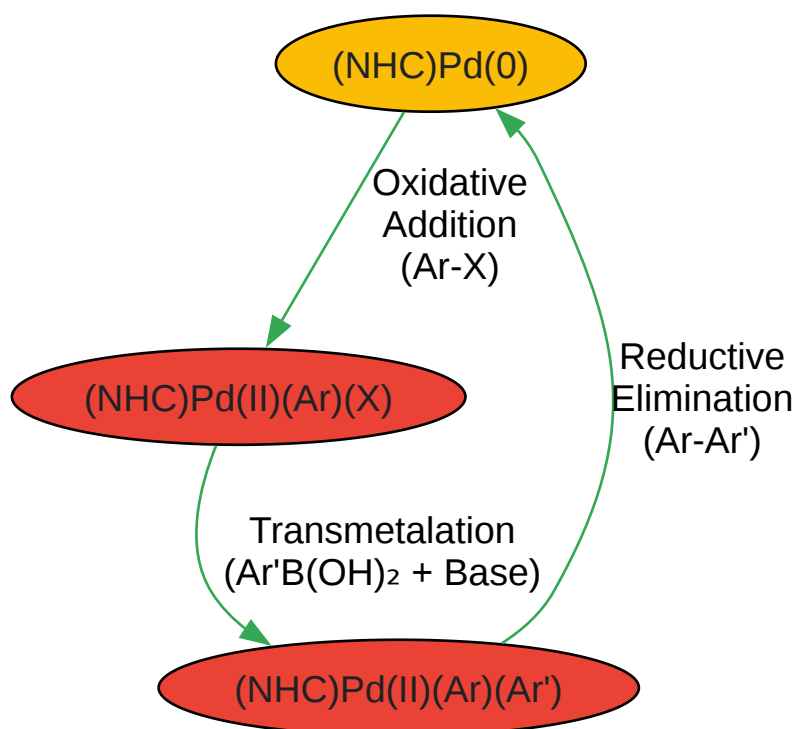 (NHC)Pd(0)
Oxidative
Addition
(Ar-X)
(NHC)Pd(II)(Ar)(X)
Reductive
Elimination
(Ar-Ar')
Transmetalation
(Ar'B(OH)₂ + Base)
(NHC)Pd(II)(Ar)(Ar')